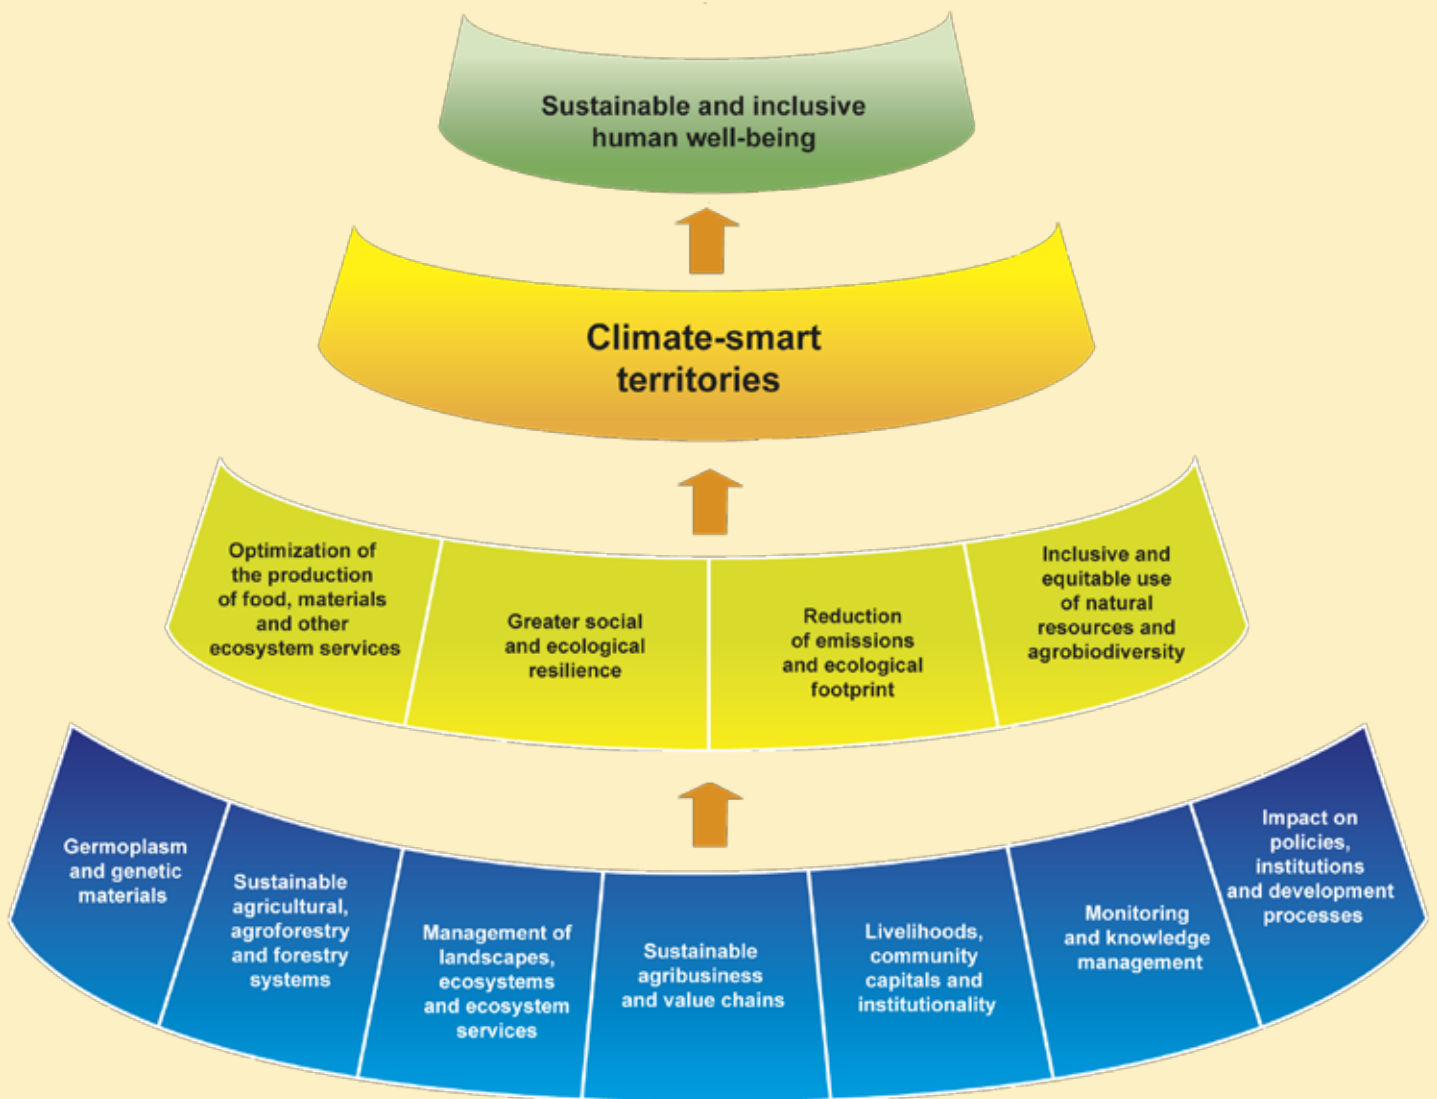 Sustainable and inclusive
human well-being
Climate-smart
territories
Optimization of
the production
of food, materials
and other
ecosystem services
Greater social
and ecological
resilience
Reduction
of emissions
and ecological
footprint
Inclusive and
equitable use
of natural
resources and
agrobiodiversity
Germoplasm
and genetic
materials
Sustainable
agricultural,
agroforestry
and forestry
systems
Management of
landscapes,
ecosystems
and ecosystem
services
Sustainable
agribusiness
and value chains
Livelihoods,
community
capitals and
institutionality
Monitoring
and knowledge
management
Impact on
policies,
institutions
and development
processes